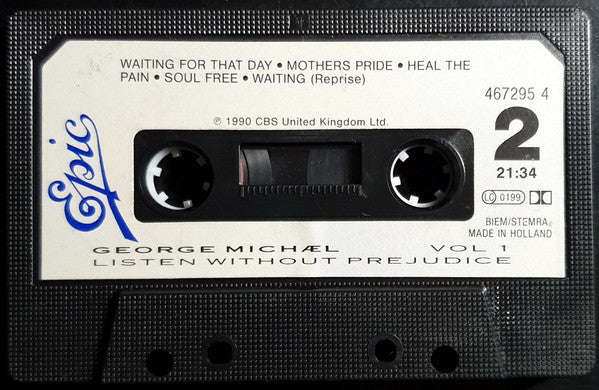 WAITING FOR THAT DAY • MOTHERS PRIDE • HEAL THE
PAIN • SOUL FREE • WAITING (Reprise)
467295 4
℗ 1990 CBS United Kingdom Ltd.
2
21:34
LC 0199
BIEM/STEMRA
MADE IN HOLLAND
Epic
GEORGE MICHÆL VOL 1
LISTEN WITHOUT PREJUDICE